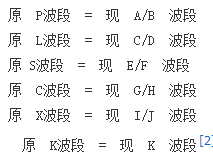 原 P波段 = 现 A/B 波段
原 L波段 = 现 C/D 波段
原 S波段 = 现 E/F 波段
原 C波段 = 现 G/H 波段
原 X波段 = 现 I/J 波段
原 K波段 = 现 K 波段 [2